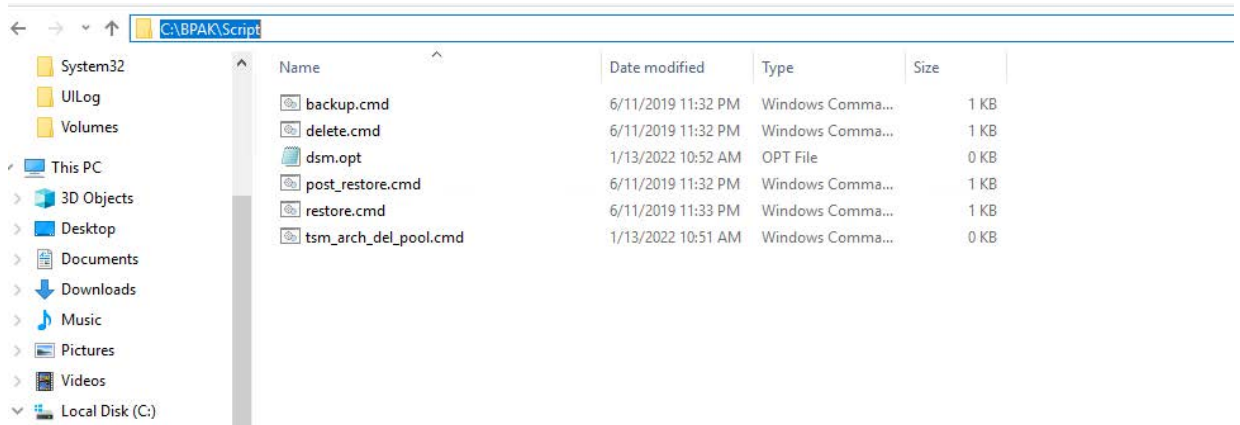 C:\BPAK\Script
System32
UILog
Volumes
This PC
3D Objects
Desktop
Documents
Downloads
Music
Pictures
Videos
Local Disk (C:)
Name Date modified Type Size
backup.cmd 6/11/2019 11:32 PM Windows Comma... 1 KB
delete.cmd 6/11/2019 11:32 PM Windows Comma... 1 KB
dsm.opt 1/13/2022 10:52 AM OPT File 0 KB
post_restore.cmd 6/11/2019 11:32 PM Windows Comma... 1 KB
restore.cmd 6/11/2019 11:33 PM Windows Comma... 1 KB
tsm_arch_del_pool.cmd 1/13/2022 10:51 AM Windows Comma... 0 KB